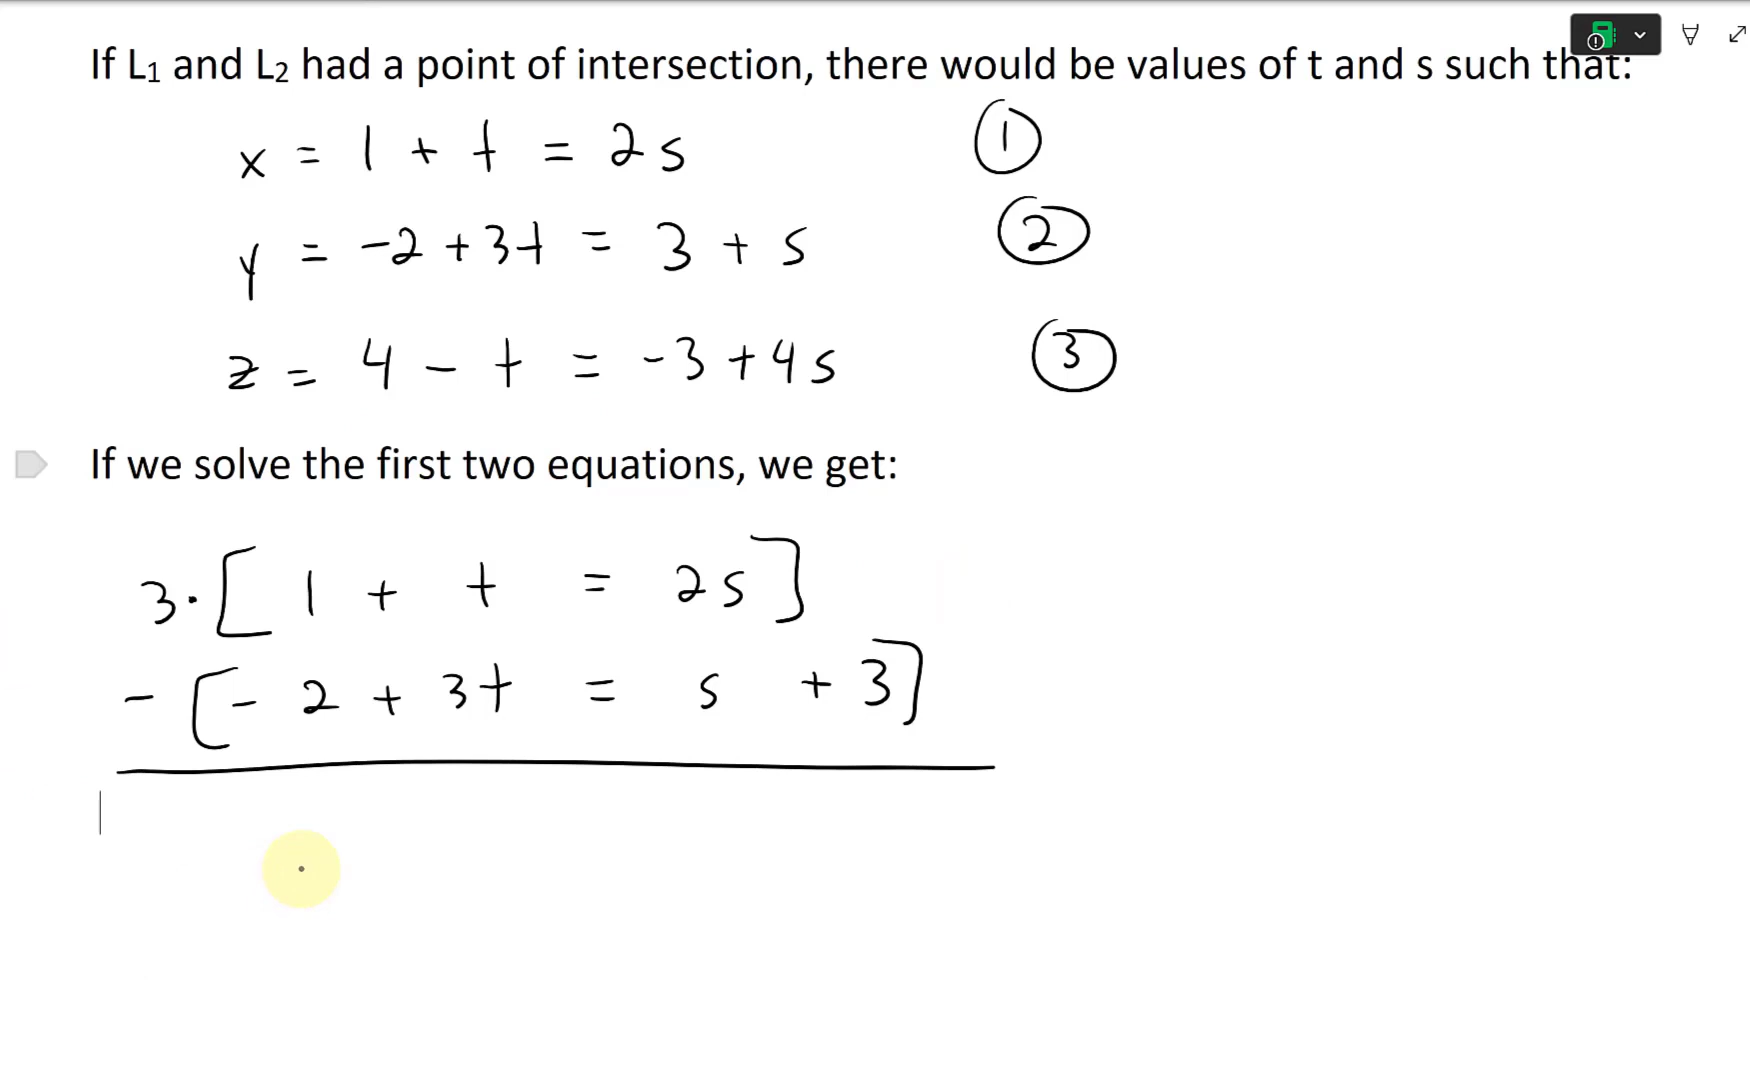 If L₁ and L₂ had a point of intersection, there would be values of t and s such that:
x = 1 + t = 2s ①
y = -2 + 3t = 3 + s ②
z = 4 - t = -3 + 4s ③
If we solve the first two equations, we get:
3·[ 1 + t = 2s ]
- [ - 2 + 3t = s + 3 ]